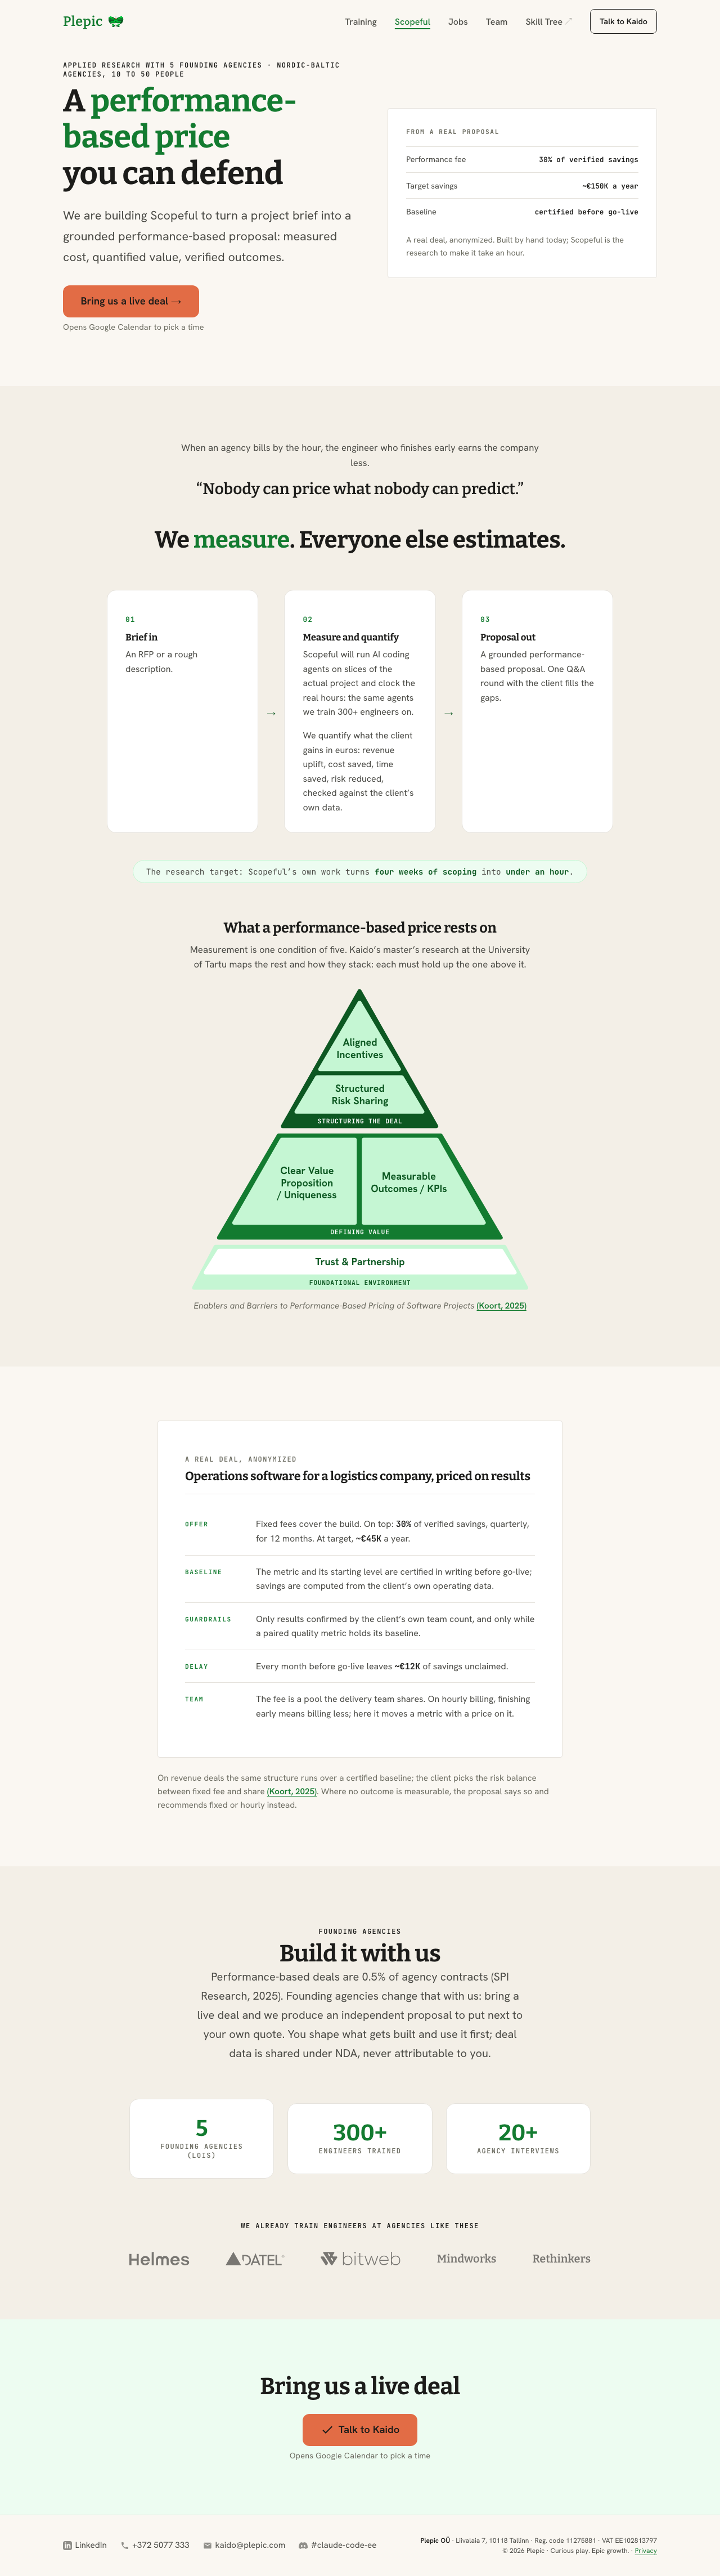 Plepic
Training
Scopeful
Jobs
Team
Skill Tree ↗
Talk to Kaido
APPLIED RESEARCH WITH 5 FOUNDING AGENCIES · NORDIC-BALTIC
AGENCIES, 10 TO 50 PEOPLE
A performance-
based price
you can defend
We are building Scopeful to turn a project brief into a
grounded performance-based proposal: measured
cost, quantified value, verified outcomes.
Bring us a live deal →
Opens Google Calendar to pick a time
FROM A REAL PROPOSAL
Performance fee 30% of verified savings
Target savings ~€150K a year
Baseline certified before go-live
A real deal, anonymized. Built by hand today; Scopeful is the
research to make it take an hour.
When an agency bills by the hour, the engineer who finishes early earns the company
less.
“Nobody can price what nobody can predict.”
We measure. Everyone else estimates.
01
Brief in
An RFP or a rough
description.
→
02
Measure and quantify
Scopeful will run AI coding
agents on slices of the
actual project and clock the
real hours: the same agents
we train 300+ engineers on.
We quantify what the client
gains in euros: revenue
uplift, cost saved, time
saved, risk reduced,
checked against the client’s
own data.
→
03
Proposal out
A grounded performance-
based proposal. One Q&A
round with the client fills the
gaps.
The research target: Scopeful’s own work turns four weeks of scoping into under an hour.
What a performance-based price rests on
Measurement is one condition of five. Kaido’s master’s research at the University
of Tartu maps the rest and how they stack: each must hold up the one above it.
Aligned
Incentives
Structured
Risk Sharing
STRUCTURING THE DEAL
Clear Value
Proposition
/ Uniqueness
Measurable
Outcomes / KPIs
DEFINING VALUE
Trust & Partnership
FOUNDATIONAL ENVIRONMENT
Enablers and Barriers to Performance-Based Pricing of Software Projects (Koort, 2025)
A REAL DEAL, ANONYMIZED
Operations software for a logistics company, priced on results
OFFER
Fixed fees cover the build. On top: 30% of verified savings, quarterly,
for 12 months. At target, ~€45K a year.
BASELINE
The metric and its starting level are certified in writing before go-live;
savings are computed from the client’s own operating data.
GUARDRAILS
Only results confirmed by the client’s own team count, and only while
a paired quality metric holds its baseline.
DELAY
Every month before go-live leaves ~€12K of savings unclaimed.
TEAM
The fee is a pool the delivery team shares. On hourly billing, finishing
early means billing less; here it moves a metric with a price on it.
On revenue deals the same structure runs over a certified baseline; the client picks the risk balance
between fixed fee and share (Koort, 2025). Where no outcome is measurable, the proposal says so and
recommends fixed or hourly instead.
FOUNDING AGENCIES
Build it with us
Performance-based deals are 0.5% of agency contracts (SPI
Research, 2025). Founding agencies change that with us: bring a
live deal and we produce an independent proposal to put next to
your own quote. You shape what gets built and use it first; deal
data is shared under NDA, never attributable to you.
5
FOUNDING AGENCIES
(LOIS)
300+
ENGINEERS TRAINED
20+
AGENCY INTERVIEWS
WE ALREADY TRAIN ENGINEERS AT AGENCIES LIKE THESE
Helmes
DATEL
bitweb
Mindworks
Rethinkers
Bring us a live deal
Talk to Kaido
Opens Google Calendar to pick a time
LinkedIn
+372 5077 333
kaido@plepic.com
#claude-code-ee
Plepic OÜ · Liivalaia 7, 10118 Tallinn · Reg. code 11275881 · VAT EE102813797
© 2026 Plepic · Curious play. Epic growth. · Privacy